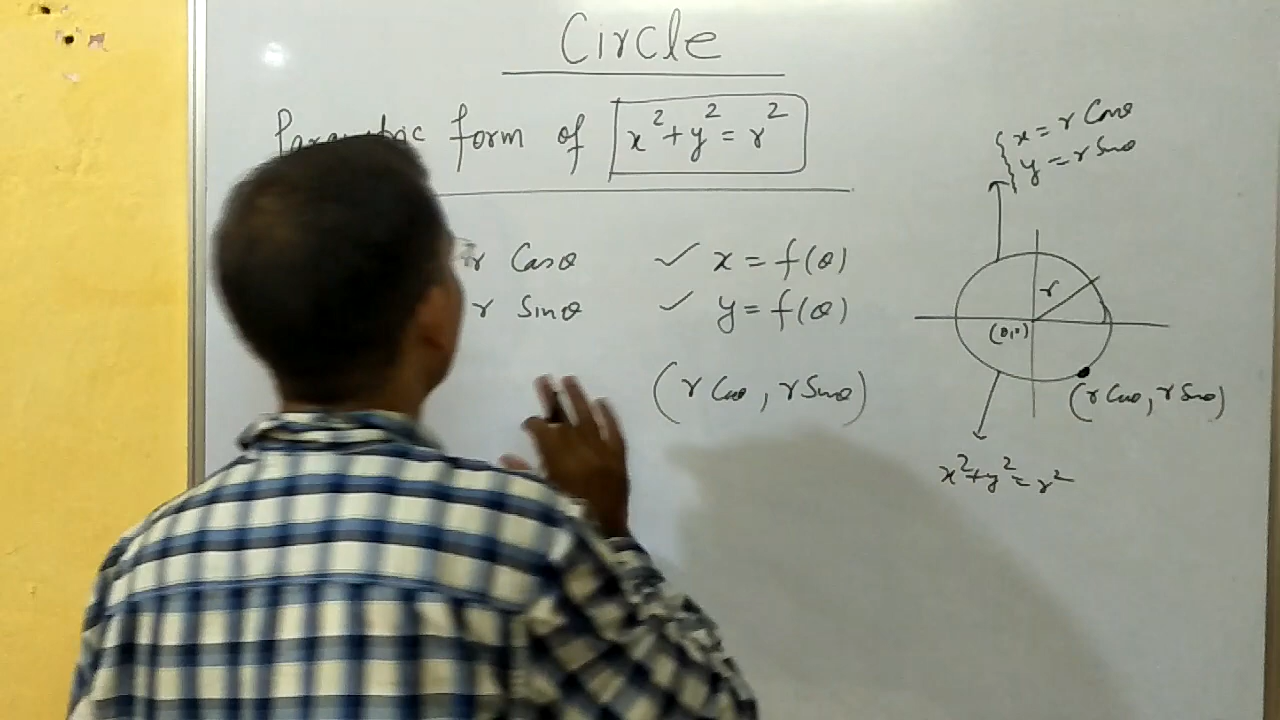 Circle
form of x²+y²=r²
r Cosθ
r Sinθ
✓ x = f(θ)
✓ y = f(θ)
(r Cosθ, r Sinθ)
x = r Cosθ
y = r Sinθ
r
(0,0)
(r Cosθ, r Sinθ)
x²+y²=r²